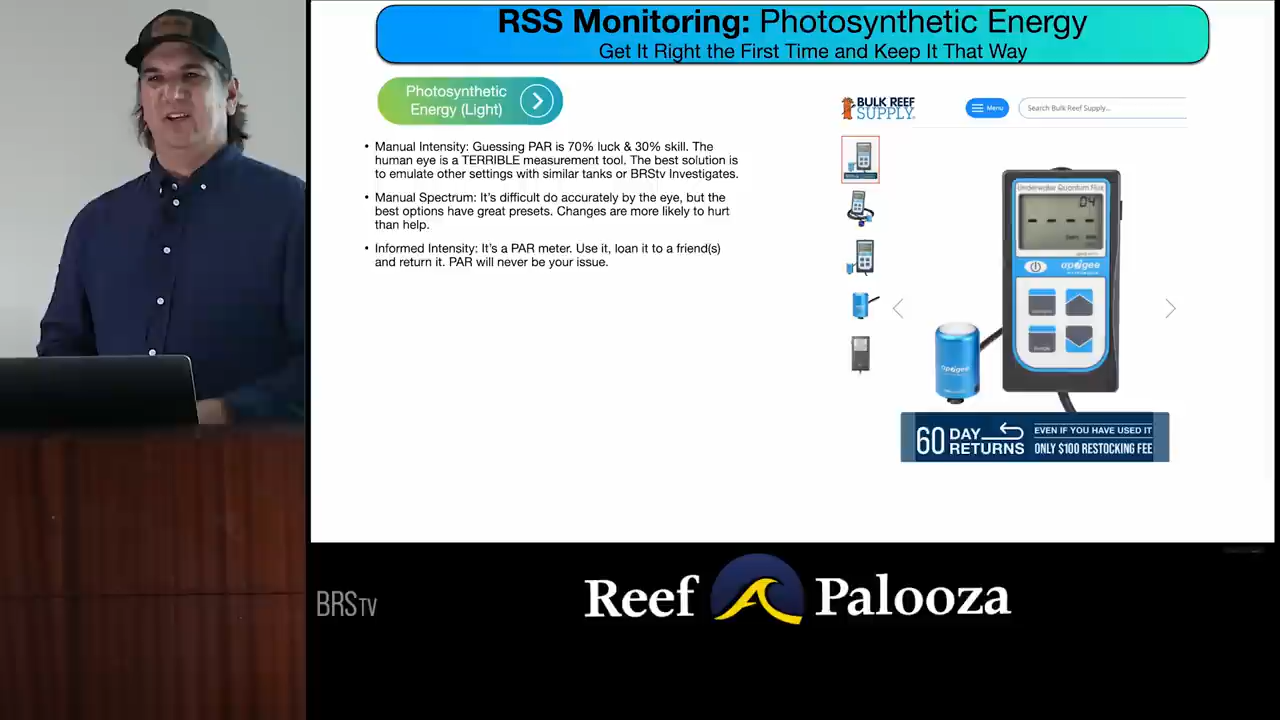 RSS Monitoring: Photosynthetic Energy
Get It Right the First Time and Keep It That Way
Photosynthetic
Energy (Light)
• Manual Intensity: Guessing PAR is 70% luck & 30% skill. The
human eye is a TERRIBLE measurement tool. The best solution is
to emulate other settings with similar tanks or BRStv Investigates.
• Manual Spectrum: It's difficult do accurately by the eye, but the
best options have great presets. Changes are more likely to hurt
than help.
• Informed Intensity: It's a PAR meter. Use it, loan it to a friend(s)
and return it. PAR will never be your issue.
BULK REEF
SUPPLY
Menu
Search Bulk Reef Supply...
Underwater Quantum Flux
04
apogee
apogee
60 DAY RETURNS
EVEN IF YOU HAVE USED IT
ONLY $100 RESTOCKING FEE
BRStv
Reef Palooza